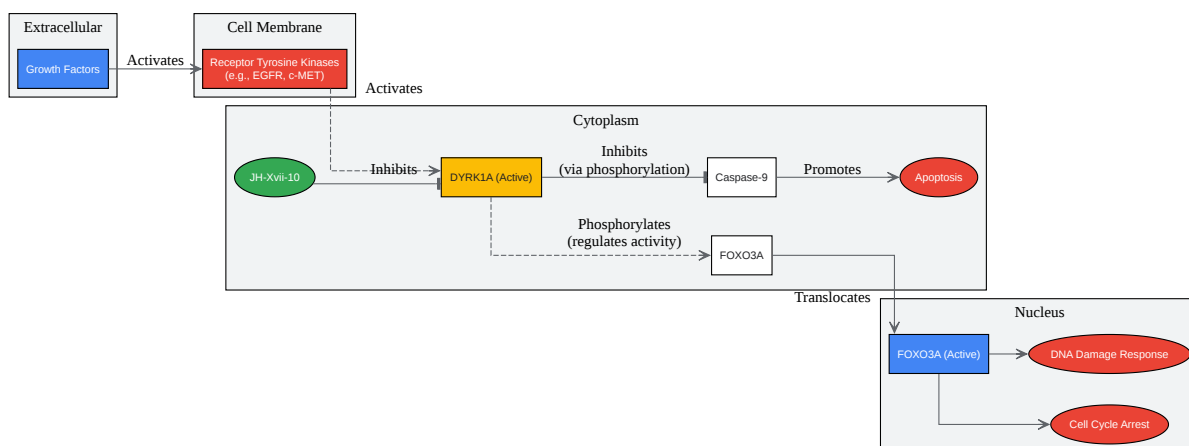 Extracellular
Cell Membrane
Growth Factors
Activates
Receptor Tyrosine Kinases
(e.g., EGFR, c-MET)
Activates
Cytoplasm
JH-Xvii-10
Inhibits
DYRK1A (Active)
Inhibits
(via phosphorylation)
Caspase-9
Promotes
Apoptosis
Phosphorylates
(regulates activity)
FOXO3A
Translocates
Nucleus
FOXO3A (Active)
DNA Damage Response
Cell Cycle Arrest